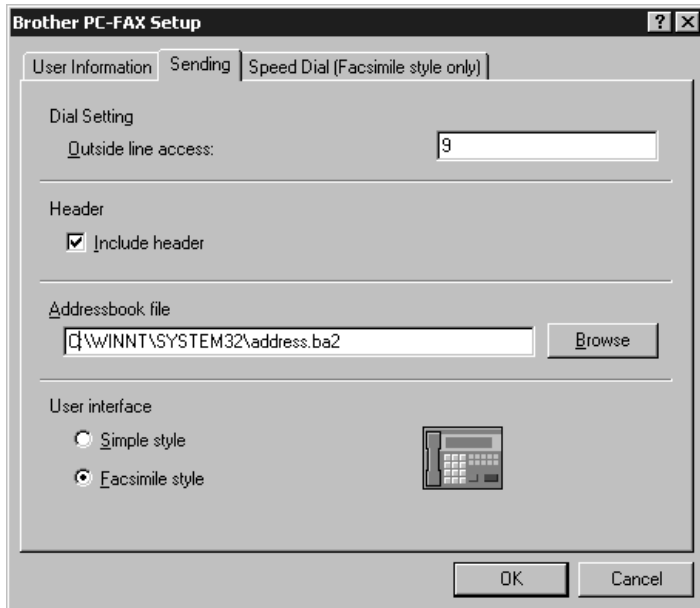 Brother PC-FAX Setup
User Information Sending Speed Dial (Facsimile style only)
Dial Setting
Outside line access: 9
Header
Include header
Addressbook file
C:\WINNT\SYSTEM32\address.ba2 Browse
User interface
Simple style
Facsimile style
OK Cancel